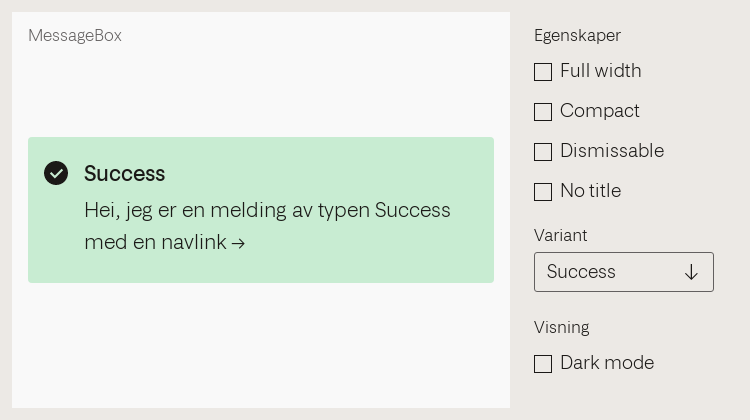 MessageBox
Success
Hei, jeg er en melding av typen Success
med en navlink →
Egenskaper
Full width
Compact
Dismissable
No title
Variant
Success
Visning
Dark mode